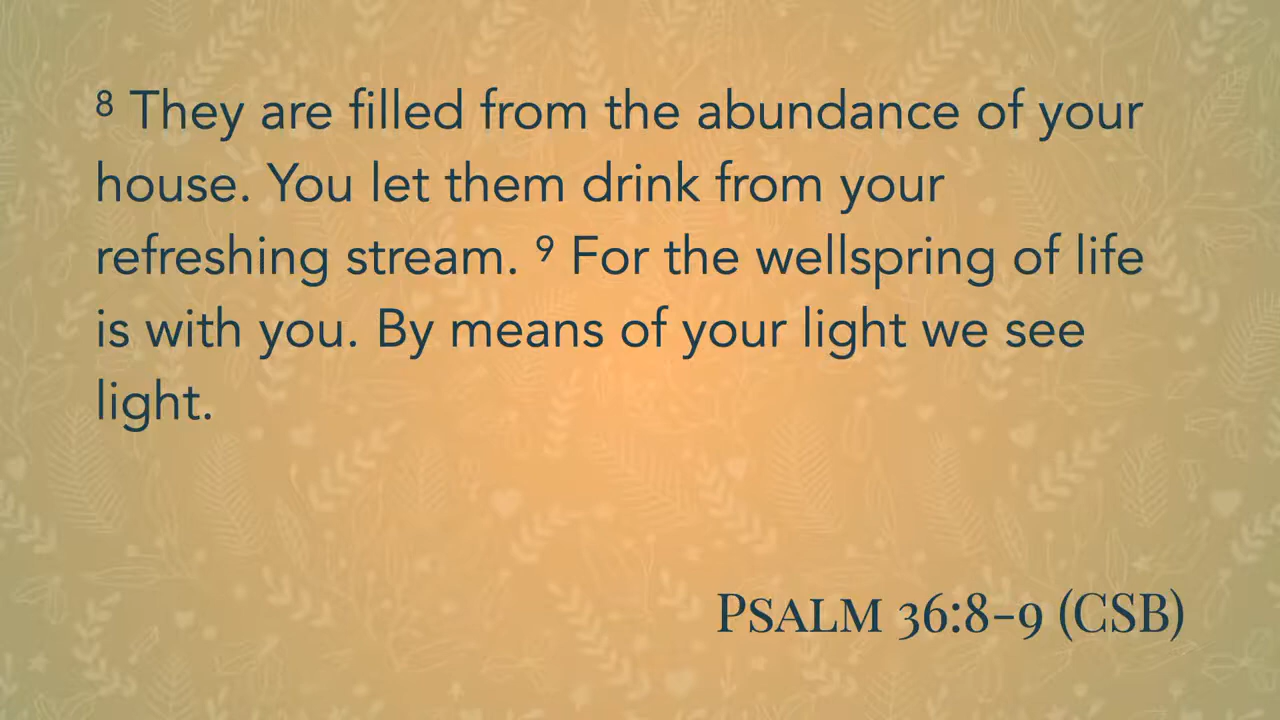 ⁸ They are filled from the abundance of your
house. You let them drink from your
refreshing stream. ⁹ For the wellspring of life
is with you. By means of your light we see
light.
Psalm 36:8–9 (CSB)